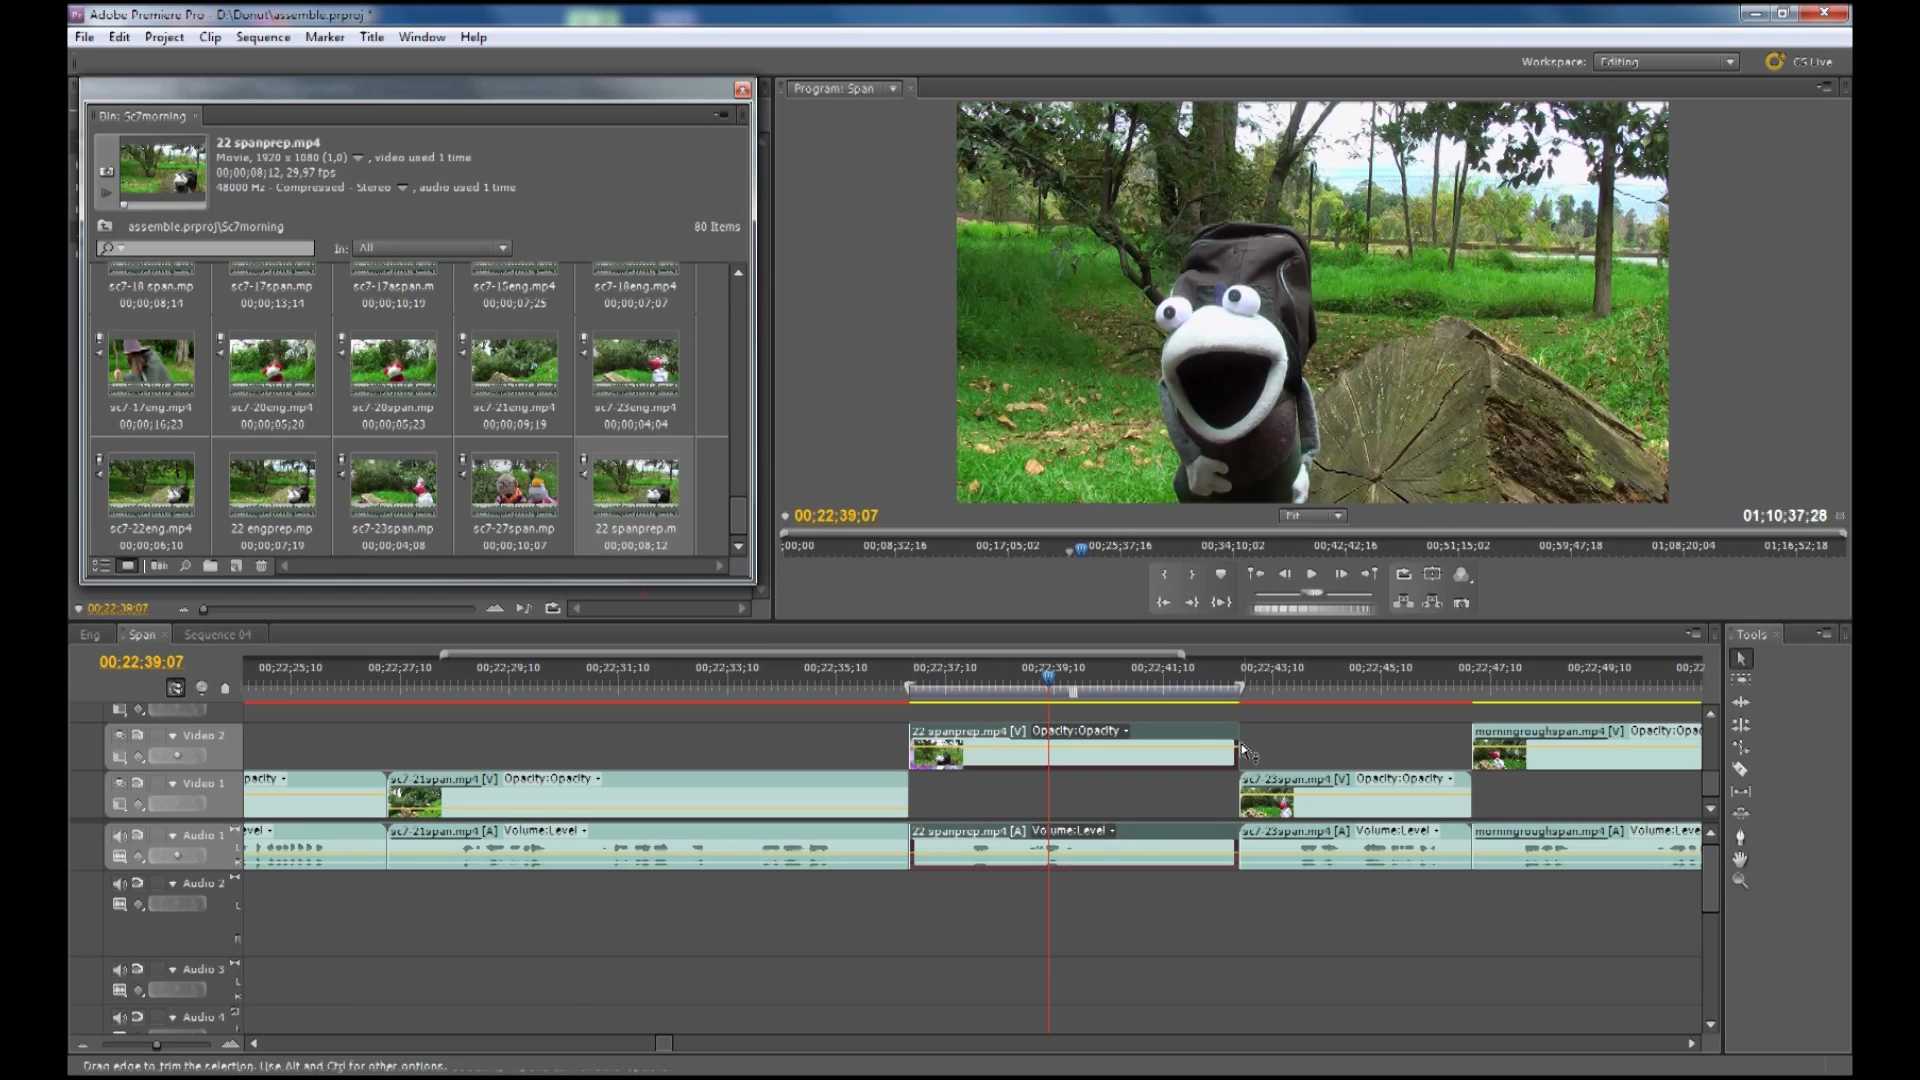 Adobe Premiere Pro - D:\Donut\assemble.prproj *
File Edit Project Clip Sequence Marker Title Window Help
Workspace: Editing CS Live
Bin: Sc7morning
22 spanprep.mp4
Movie, 1920 x 1080 (1,0) , video used 1 time
00;00;08;12, 29,97 fps
48000 Hz - Compressed - Stereo , audio used 1 time
assemble.prproj\Sc7morning 80 Items
In: All
sc7-18 span.mp sc7-17span.mp sc7-17aspan.m sc7-15eng.mp4 sc7-18eng.mp4
00;00;08;14 00;00;13;14 00;00;10;19 00;00;07;25 00;00;07;07
sc7-17eng.mp4 sc7-20eng.mp4 sc7-20span.mp sc7-21eng.mp4 sc7-23eng.mp4
00;00;16;23 00;00;05;20 00;00;05;23 00;00;09;19 00;00;04;04
sc7-22eng.mp4 22 engprep.mp sc7-23span.mp sc7-27span.mp 22 spanprep.m
00;00;06;10 00;00;07;19 00;00;04;08 00;00;10;07 00;00;08;12
00;22;39;07
Program: Span
00;22;39;07 Fit 01;10;37;28
;00;00 00;08;32;16 00;17;05;02 00;25;37;16 00;34;10;02 00;42;42;16 00;51;15;02 00;59;47;18 01;08;20;04 01;16;52;18
Eng Span Sequence 04
Tools
00;22;39;07
00;22;25;10 00;22;27;10 00;22;29;10 00;22;31;10 00;22;33;10 00;22;35;10 00;22;37;10 00;22;39;10 00;22;41;10 00;22;43;10 00;22;45;10 00;22;47;10 00;22;49;10 00;22
Video 2
22 spanprep.mp4 [V] Opacity:Opacity
morningroughspan.mp4 [V] Opacity:Opa
Video 1
pacity
sc7-21span.mp4 [V] Opacity:Opacity
sc7-23span.mp4 [V] Opacity:Opacity
Audio 1
evel
sc7-21span.mp4 [A] Volume:Level
22 spanprep.mp4 [A] Volume:Level
sc7-23span.mp4 [A] Volume:Level
morningroughspan.mp4 [A] Volume:Leve
L
Audio 2
L
R
Audio 3
L
Audio 4
Drag edge to trim the selection. Use Alt and Ctrl for other options.